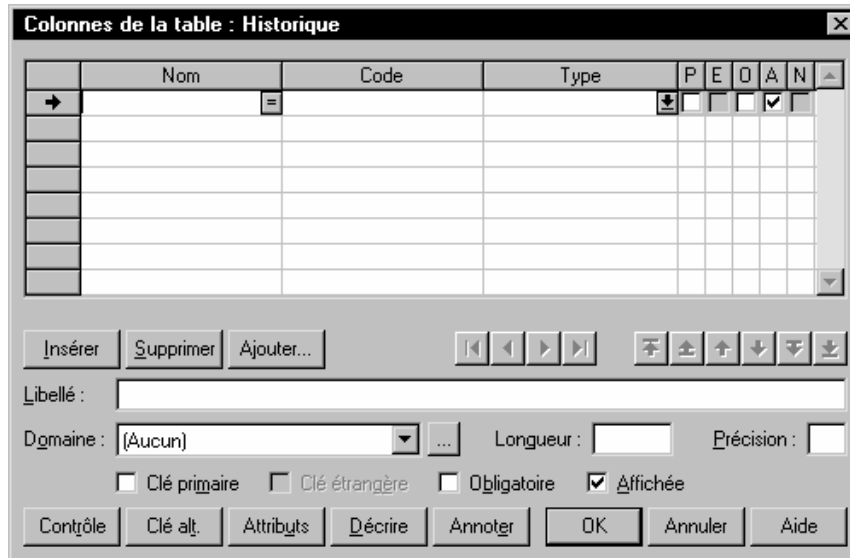 Colonnes de la table : Historique
Nom Code Type P E O A N
=
Insérer Supprimer Ajouter...
Libellé :
Domaine : (Aucun) ... Longueur : Précision :
Clé primaire Clé étrangère Obligatoire Affichée
Contrôle Clé alt. Attributs Décrire Annoter OK Annuler Aide